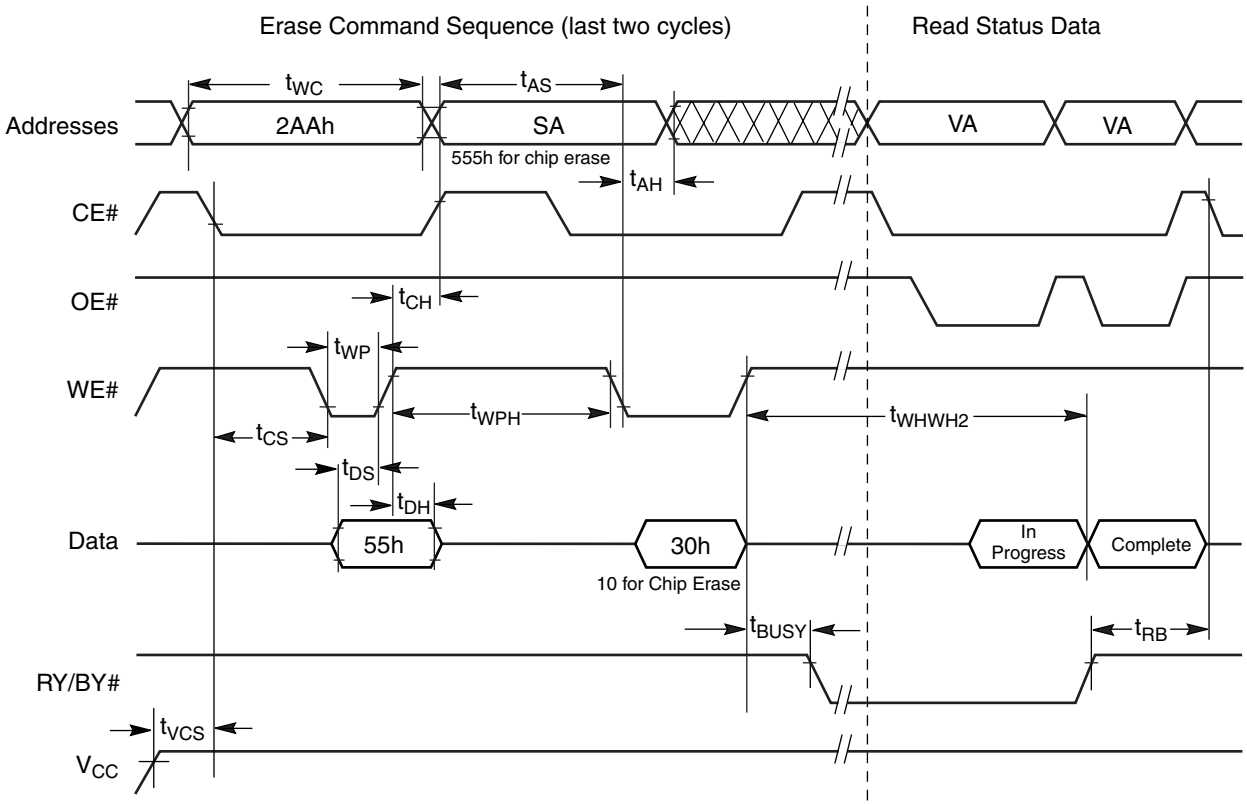 Erase Command Sequence (last two cycles)
Read Status Data
tWC
tAS
Addresses
2AAh
SA
VA
VA
555h for chip erase
tAH
CE#
OE#
tCH
tWP
WE#
tWPH
tWHWH2
tCS
tDS
tDH
Data
55h
30h
In
Progress
Complete
10 for Chip Erase
tBUSY
tRB
RY/BY#
tVCS
VCC